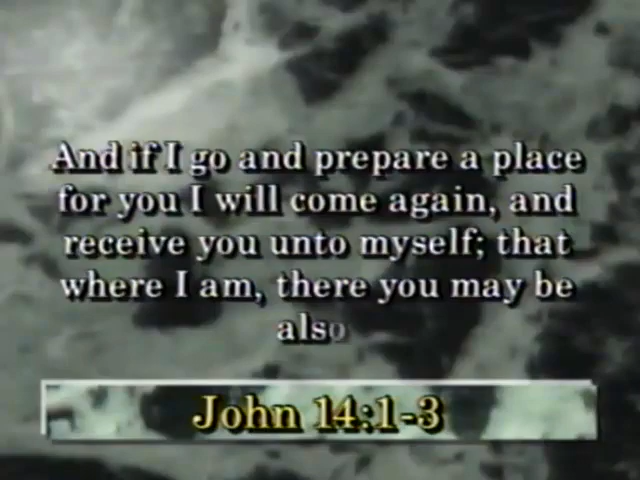 And if I go and prepare a place
for you I will come again, and
receive you unto myself; that
where I am, there you may be
also
John 14:1-3